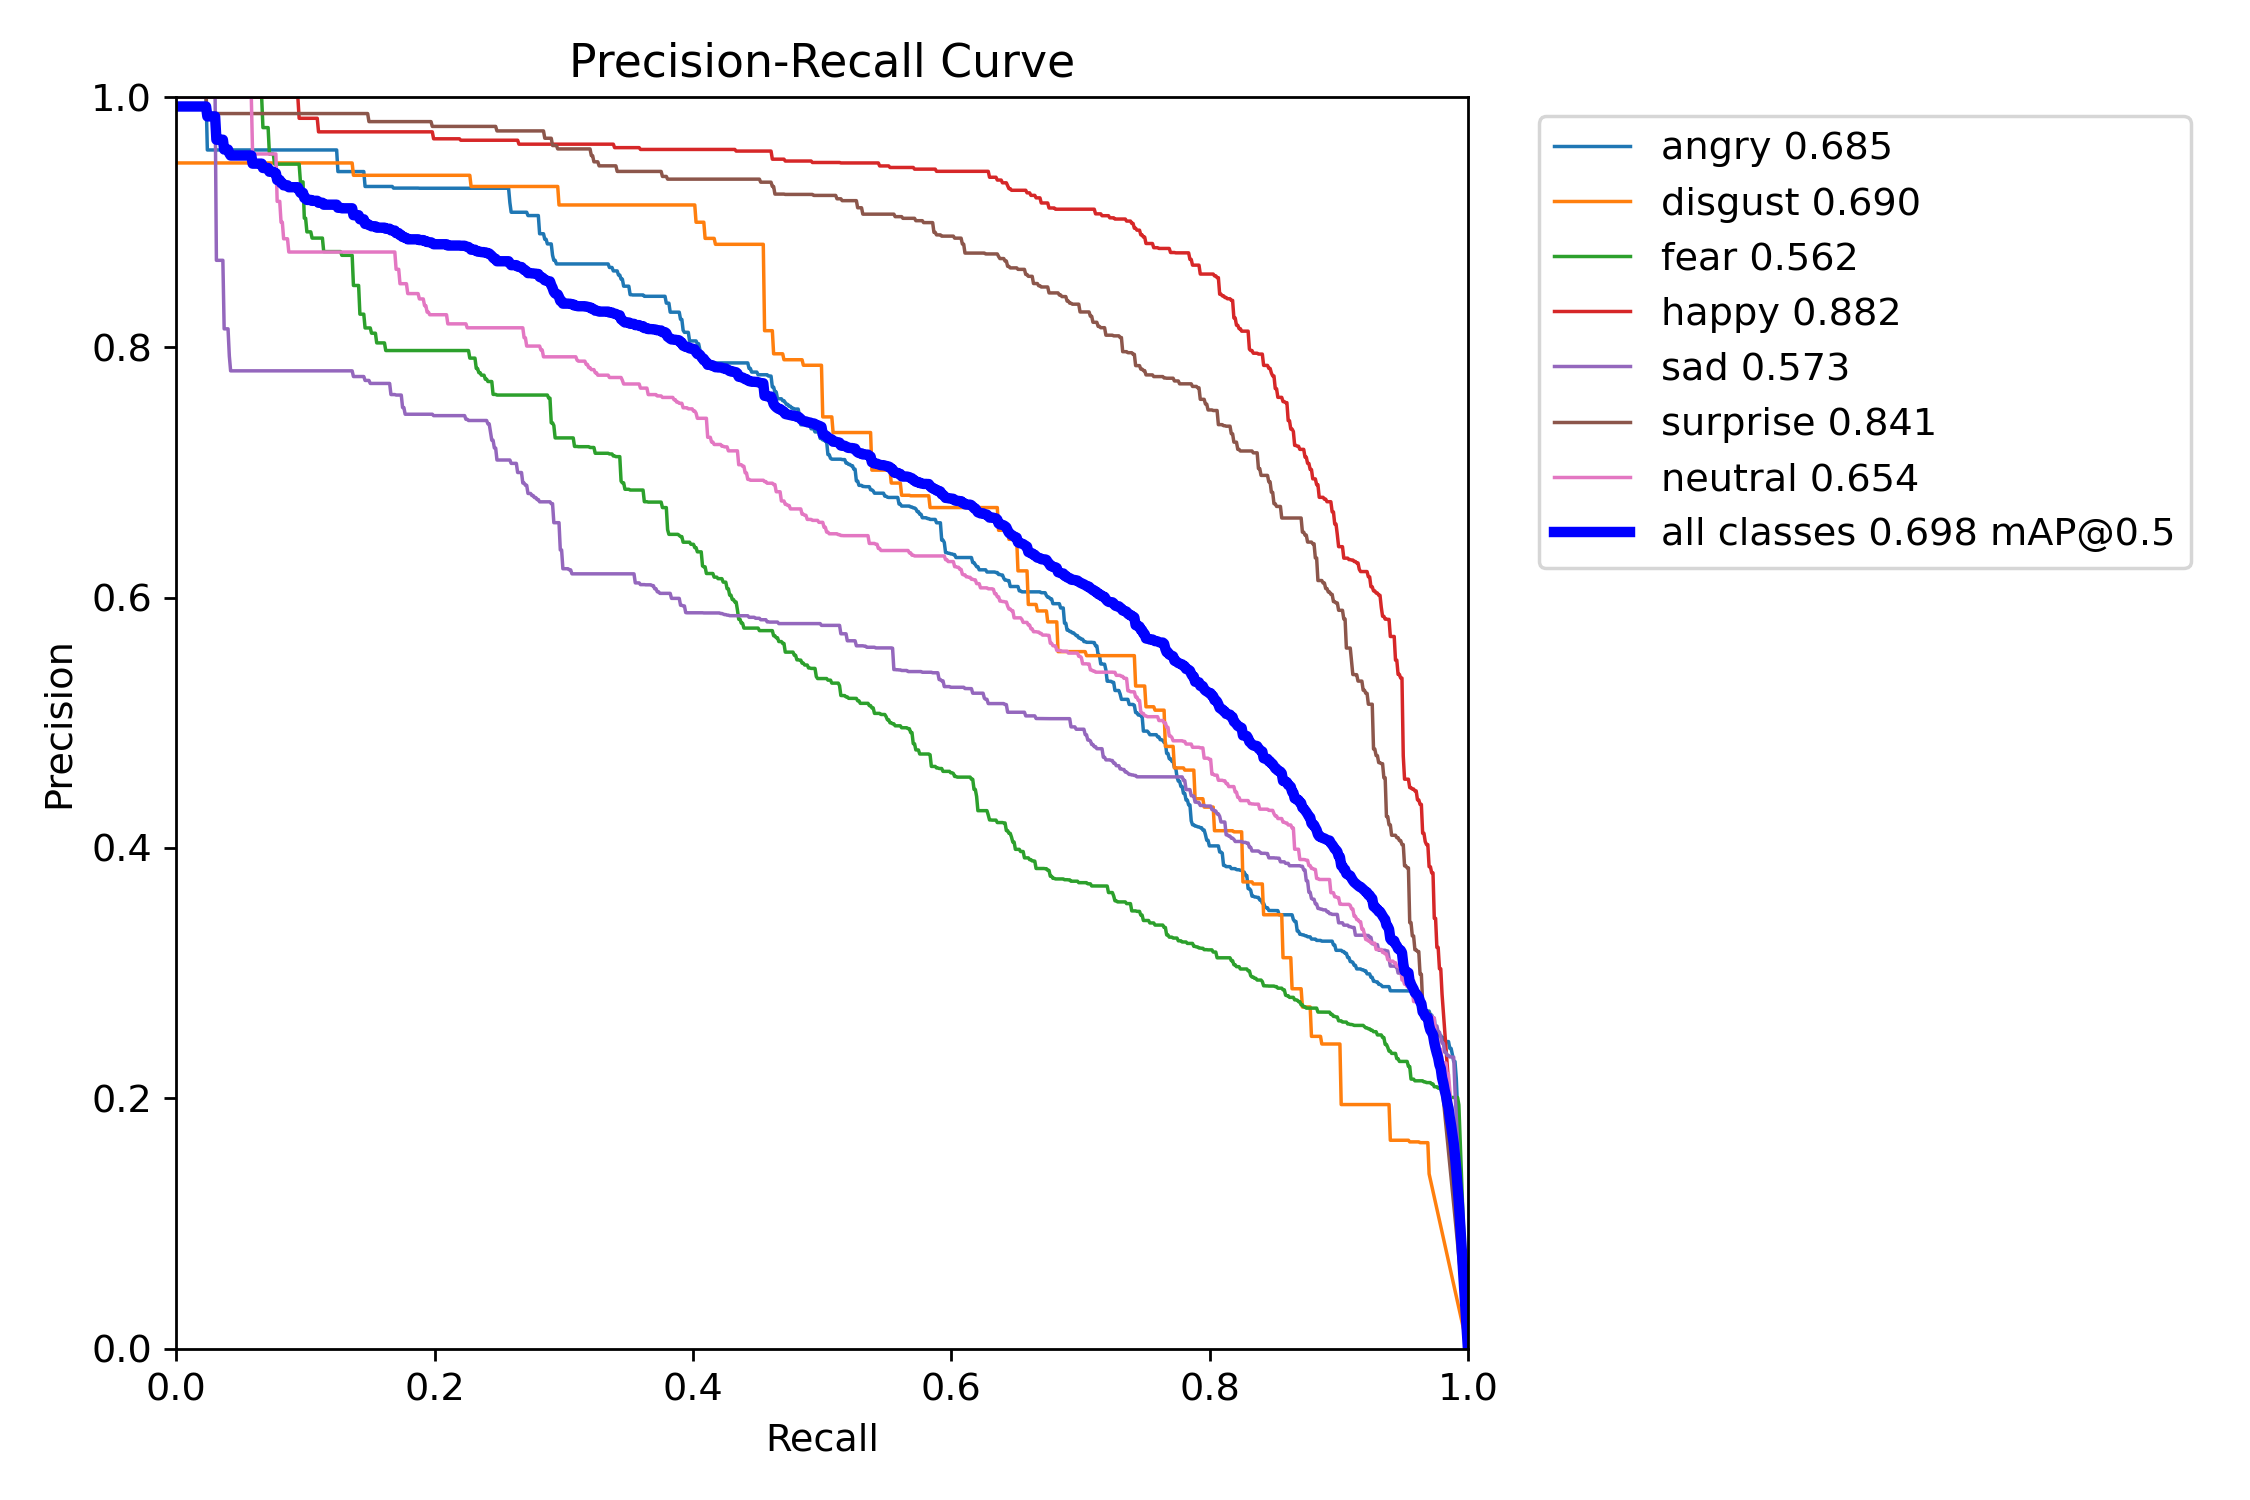 Precision-Recall Curve
1.0
0.8
0.6
0.4
0.2
0.0
Precision
0.0 0.2 0.4 0.6 0.8 1.0
Recall
angry 0.685
disgust 0.690
fear 0.562
happy 0.882
sad 0.573
surprise 0.841
neutral 0.654
all classes 0.698 mAP@0.5